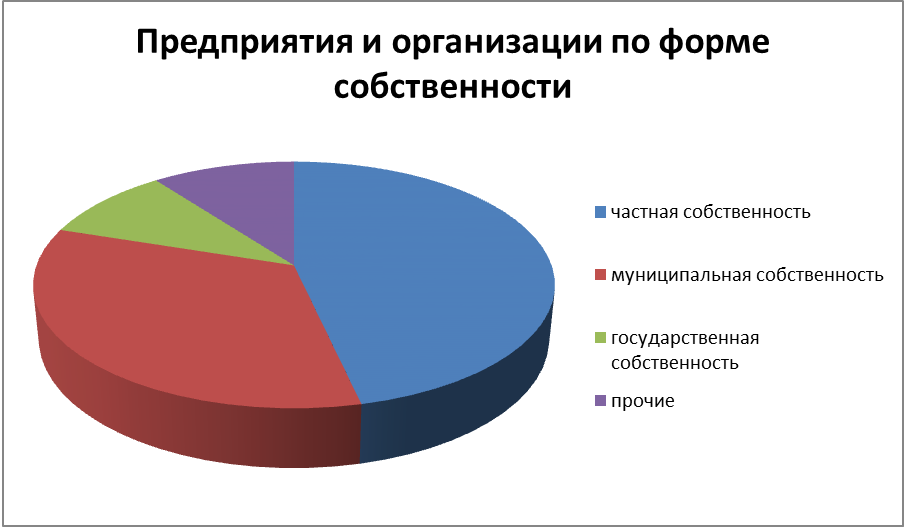 Предприятия и организации по форме
собственности
частная собственность
муниципальная собственность
государственная
собственность
прочие